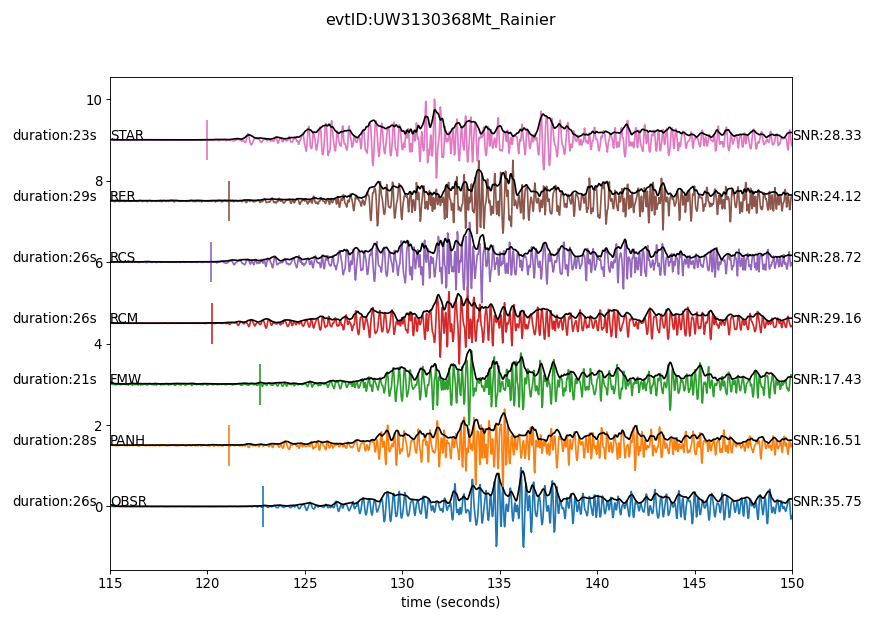 evtID:UW3130368Mt_Rainier
10
duration:23s STAR SNR:28.33
8
duration:29s RER SNR:24.12
duration:26s RCS SNR:28.72
6
duration:26s RCM SNR:29.16
4
duration:21s FMW SNR:17.43
2
duration:28s PANH SNR:16.51
duration:26s OBSR SNR:35.75
0
115 120 125 130 135 140 145 150
time (seconds)